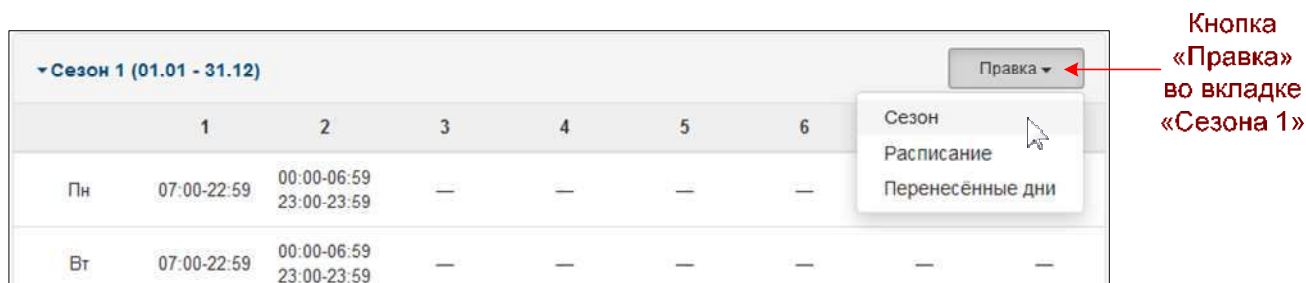 Кнопка
«Правка»
во вкладке
«Сезона 1»
Сезон 1 (01.01 - 31.12)
Правка
1 2 3 4 5 6
Сезон
Расписание
Перенесённые дни
Пн 07:00-22:59 00:00-06:59 — — — —
23:00-23:59
Вт 07:00-22:59 00:00-06:59 — — — — — —
23:00-23:59